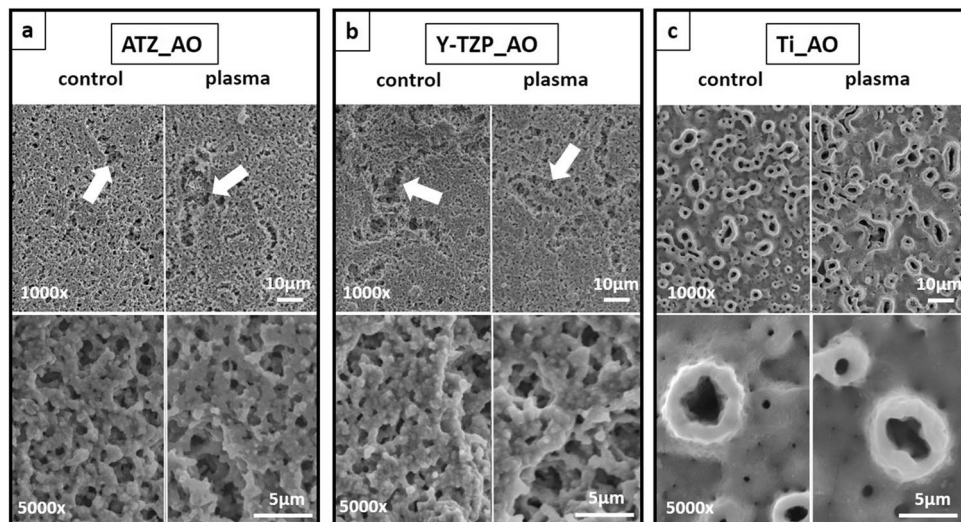 a
ATZ_AO
control plasma
1000x
10µm
5000x
5µm
b
Y-TZP_AO
control plasma
1000x
10µm
5000x
5µm
c
Ti_AO
control plasma
1000x
10µm
5000x
5µm